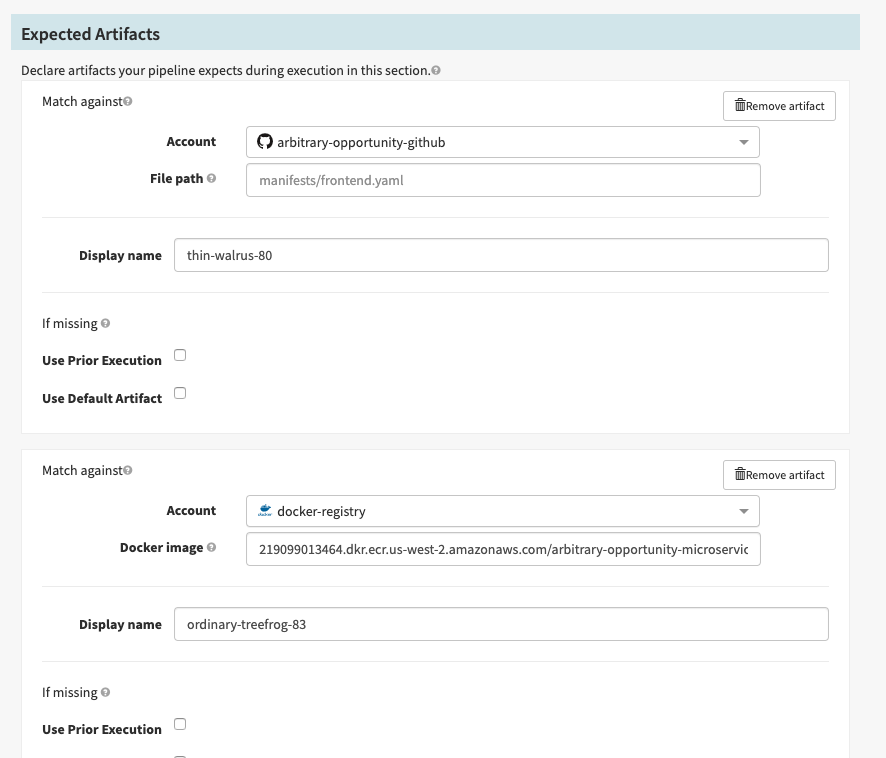 Expected Artifacts
Declare artifacts your pipeline expects during execution in this section.
Match against
Remove artifact
Account
arbitrary-opportunity-github
File path
manifests/frontend.yaml
Display name
thin-walrus-80
If missing
Use Prior Execution
Use Default Artifact
Match against
Remove artifact
Account
docker-registry
Docker image
219099013464.dkr.ecr.us-west-2.amazonaws.com/arbitrary-opportunity-microservic
Display name
ordinary-treefrog-83
If missing
Use Prior Execution